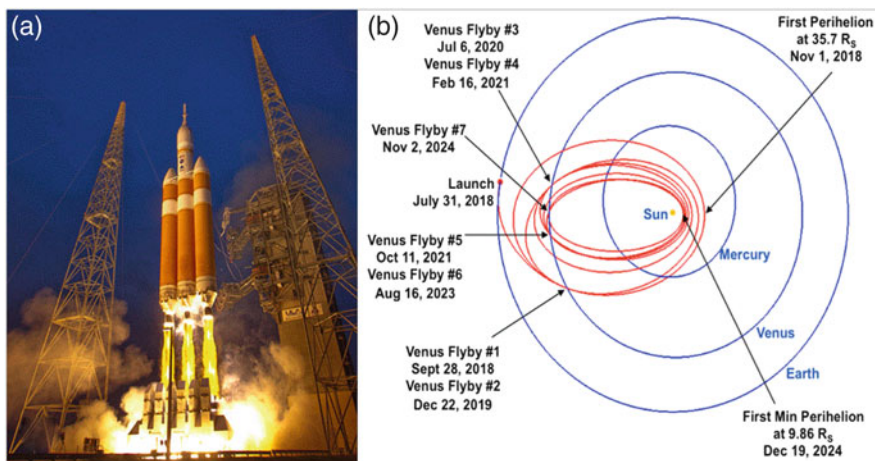 (a)
(b)
Venus Flyby #3
Jul 6, 2020
Venus Flyby #4
Feb 16, 2021
First Perihelion
at 35.7 RS
Nov 1, 2018
Venus Flyby #7
Nov 2, 2024
Launch
July 31, 2018
Sun
Venus Flyby #5
Oct 11, 2021
Venus Flyby #6
Aug 16, 2023
Mercury
Venus
Earth
Venus Flyby #1
Sept 28, 2018
Venus Flyby #2
Dec 22, 2019
First Min Perihelion
at 9.86 RS
Dec 19, 2024